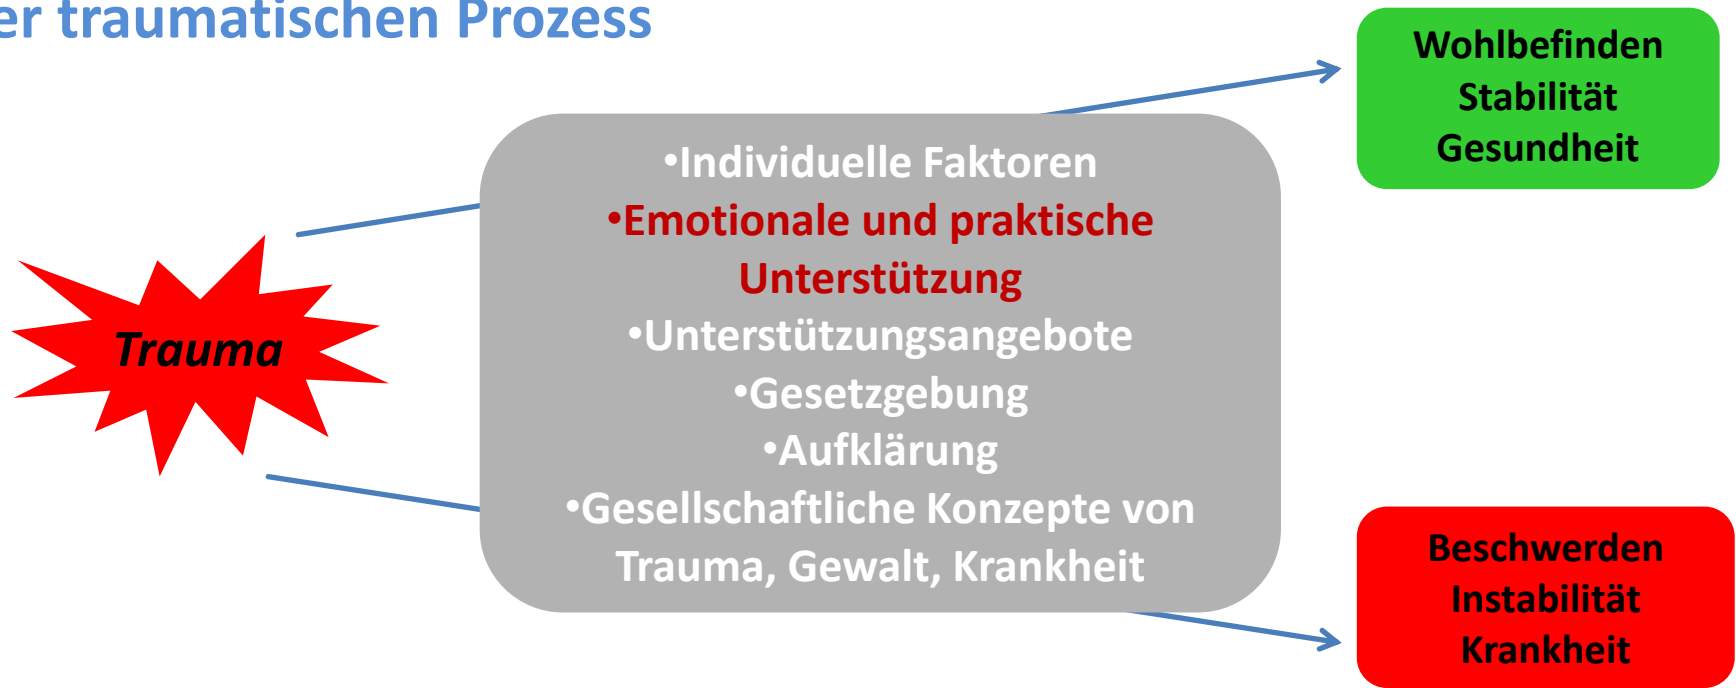 er traumatischen Prozess
Wohlbefinden
Stabilität
Gesundheit
•Individuelle Faktoren
•Emotionale und praktische
Unterstützung
•Unterstützungsangebote
•Gesetzgebung
•Aufklärung
•Gesellschaftliche Konzepte von
Trauma, Gewalt, Krankheit
Trauma
Beschwerden
Instabilität
Krankheit